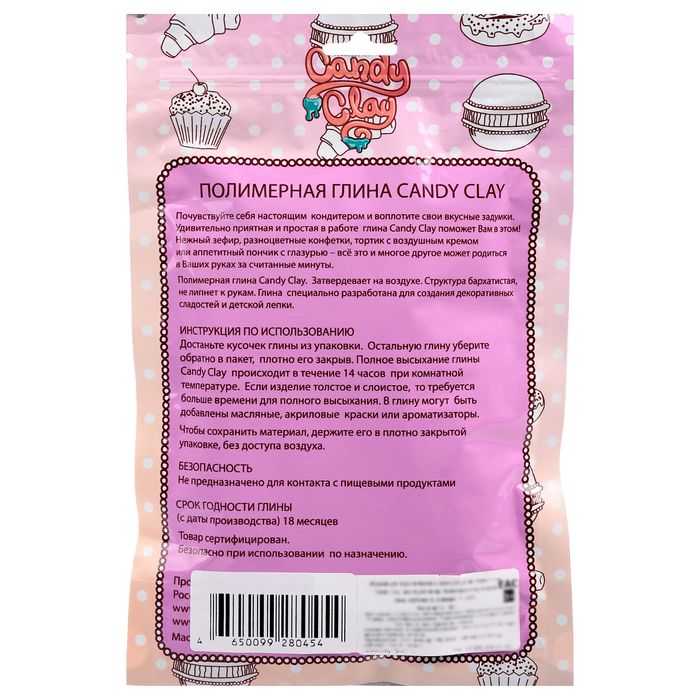 Candy
Clay
ПОЛИМЕРНАЯ ГЛИНА CANDY CLAY
Почувствуйте себя настоящим кондитером и воплотите свои вкусные задумки.
Удивительно приятная и простая в работе глина Candy Clay поможет Вам в этом!
Нежный зефир, разноцветные конфетки, тортик с воздушным кремом
или аппетитный пончик с глазурью – всё это и многое другое может родиться
в Ваших руках за считанные минуты.
Полимерная глина Candy Clay. Затвердевает на воздухе. Структура бархатистая,
не липнет к рукам. Глина специально разработана для создания декоративных
сладостей и детской лепки.
ИНСТРУКЦИЯ ПО ИСПОЛЬЗОВАНИЮ
Достаньте кусочек глины из упаковки. Остальную глину уберите
обратно в пакет, плотно его закрыв. Полное высыхание глины
Candy Clay происходит в течение 14 часов при комнатной
температуре. Если изделие толстое и слоистое, то требуется
больше времени для полного высыхания. В глину могут быть
добавлены масляные, акриловые краски или ароматизаторы.
Чтобы сохранить материал, держите его в плотно закрытой
упаковке, без доступа воздуха.
БЕЗОПАСНОСТЬ
Не предназначено для контакта с пищевыми продуктами
СРОК ГОДНОСТИ ГЛИНЫ
(с даты производства) 18 месяцев
Товар сертифицирован.
Безопасно при использовании по назначению.
4 650099 280454